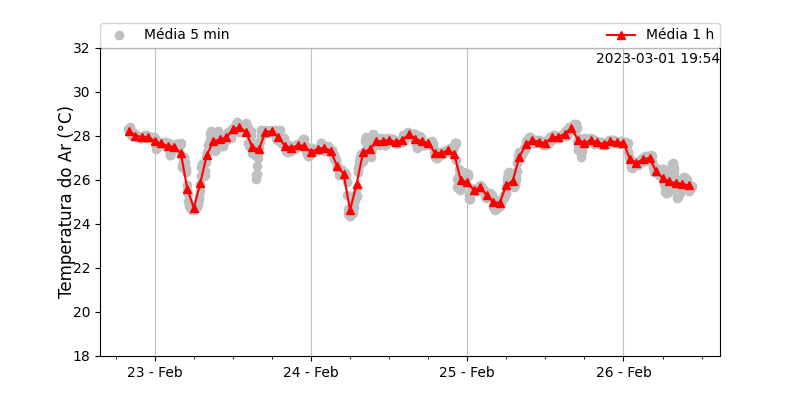 Média 5 min
Média 1 h
2023-03-01 19:54
Temperatura do Ar (°C)
32
30
28
26
24
22
20
18
23 - Feb
24 - Feb
25 - Feb
26 - Feb